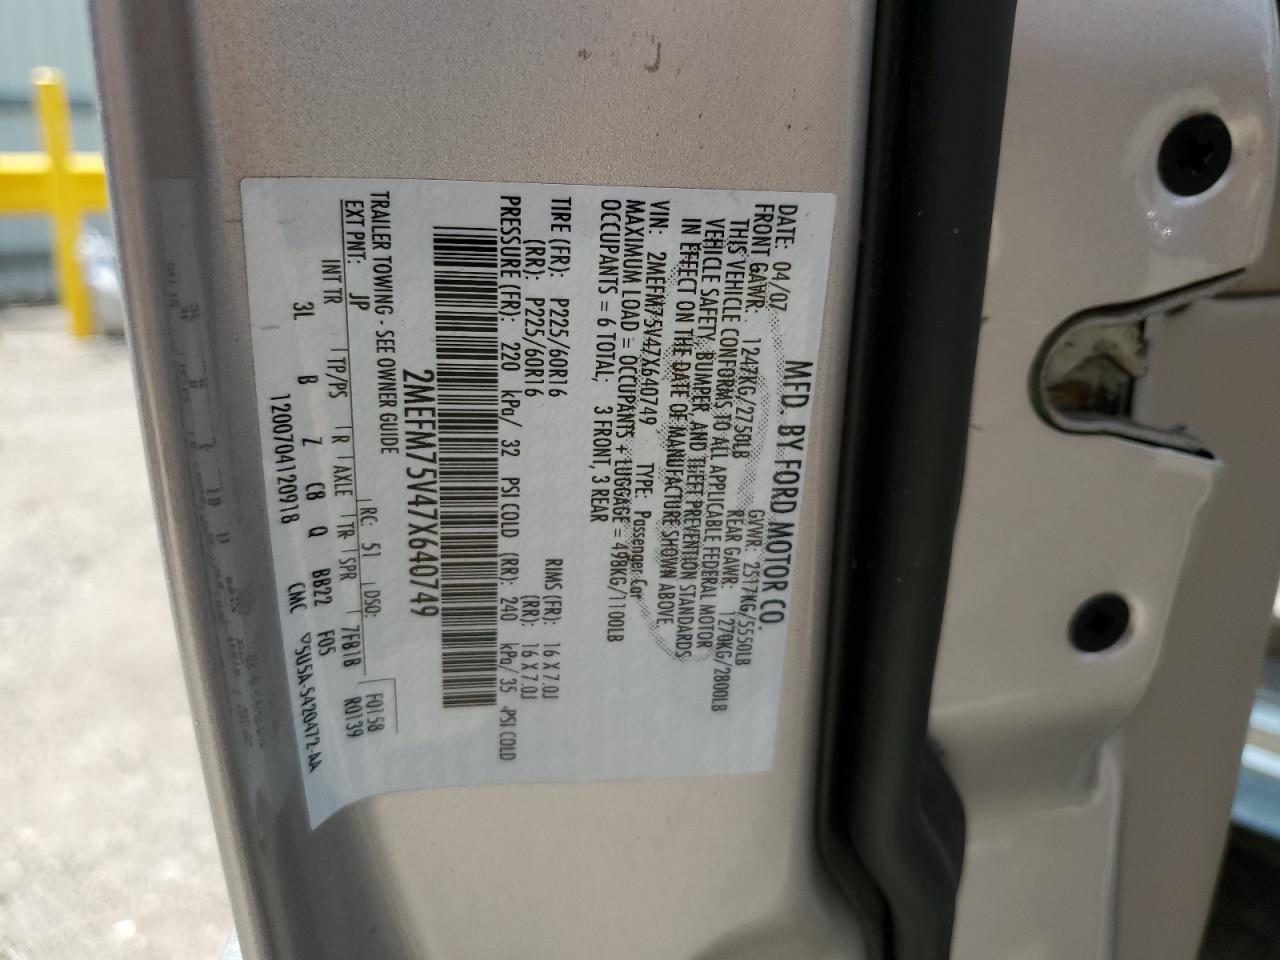 MFD. BY FORD MOTOR CO.
DATE: 04/07 GVWR: 2517KG/5550LB
FRONT GAWR: 1247KG/2750LB REAR GAWR: 1270KG/2800LB
THIS VEHICLE CONFORMS TO ALL APPLICABLE FEDERAL MOTOR
VEHICLE SAFETY, BUMPER, AND THEFT PREVENTION STANDARDS
IN EFFECT ON THE DATE OF MANUFACTURE SHOWN ABOVE.
VIN: 2MEFM75V47X640749 TYPE: Passenger Car
MAXIMUM LOAD = OCCUPANTS + LUGGAGE = 498KG/1100LB
OCCUPANTS = 6 TOTAL; 3 FRONT, 3 REAR
TIRE (FR): P225/60R16 RIMS (FR): 16 X 7.0J
(RR): P225/60R16 (RR): 16 X 7.0J
PRESSURE (FR): 220 kPa/ 32 PSI COLD (RR): 240 kPa/ 35 PSI COLD
2MEFM75V47X640749
TRAILER TOWING - SEE OWNER GUIDE F0158
EXT PNT: JP RC: 51 DSO: R0139
INT TR TP/PS R AXLE TR SPR 7FB1B
3L B Z C8 Q BB22 F05
1200704120918 CMC ▽5U5A-5420472-AA